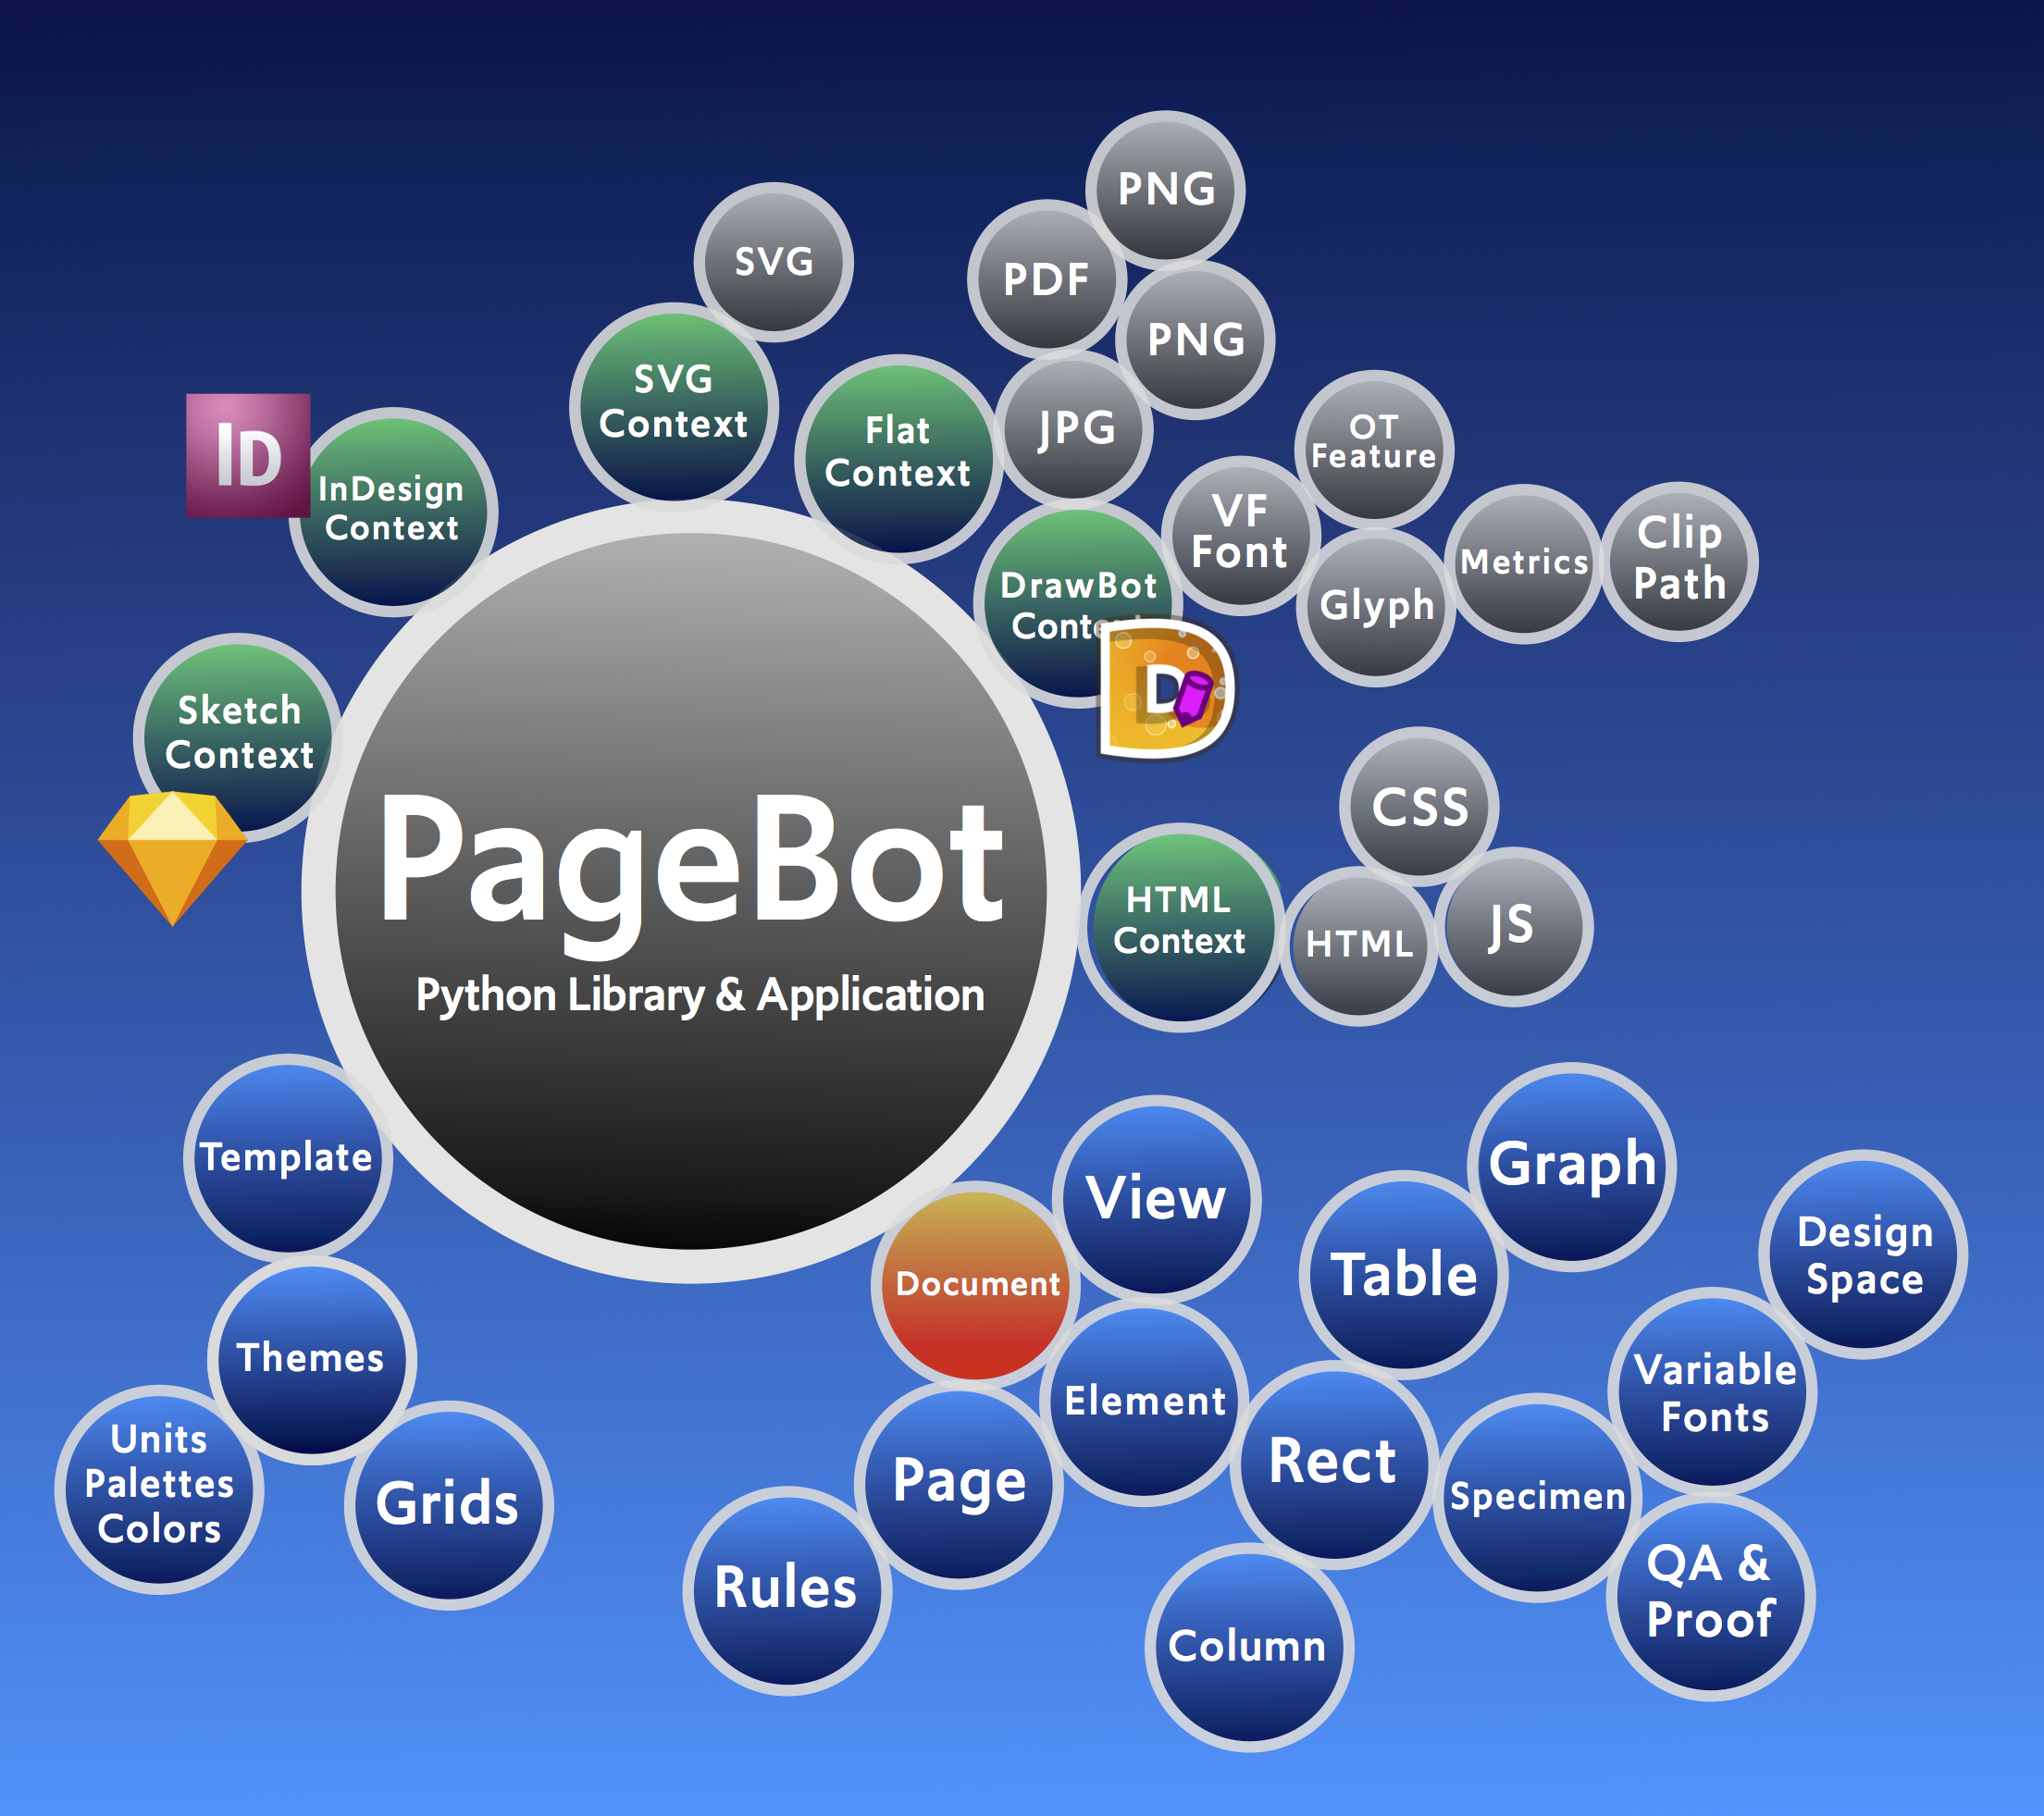 PNG
SVG
PDF
PNG
SVG
Context
Flat
Context
JPG
OT
Feature
ID
InDesign
Context
VF
Font
Metrics
Clip
Path
DrawBot
Context
Glyph
Sketch
Context
D
PageBot
Python Library & Application
CSS
HTML
Context
HTML
JS
Template
View
Graph
Document
Table
Design
Space
Themes
Element
Variable
Fonts
Units
Palettes
Colors
Grids
Page
Rect
Specimen
Rules
Column
QA &
Proof